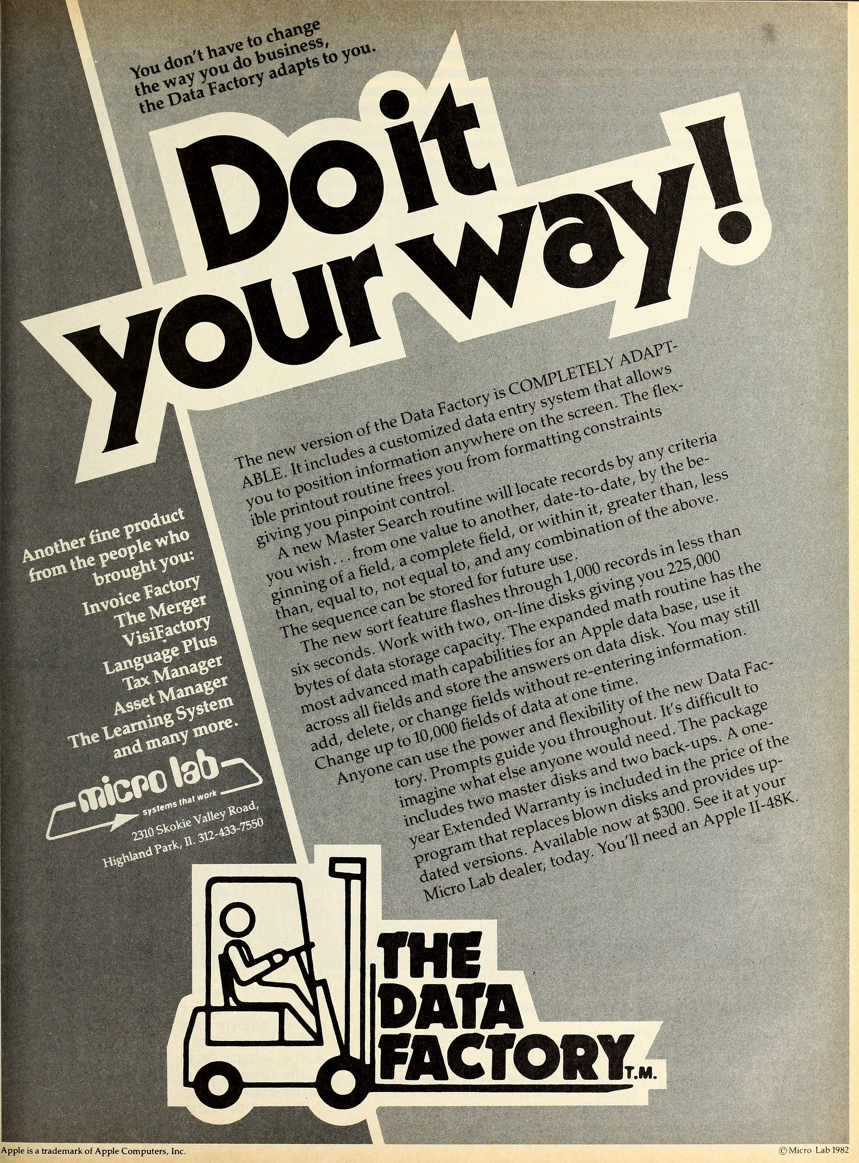 You don't have to change
the way you do business,
the Data Factory adapts to you.
Do it
your way!
The new version of the Data Factory is COMPLETELY ADAPT-
ABLE. It includes a customized data entry system that allows
you to position information anywhere on the screen. The flex-
ible printout routine frees you from formatting constraints
giving you pinpoint control.
A new Master Search routine will locate records by any criteria
you wish . . . from one value to another, date-to-date, by the be-
ginning of a field, a complete field, or within it, greater than, less
than, equal to, not equal to, and any combination of the above.
The sequence can be stored for future use.
The new sort feature flashes through 1,000 records in less than
six seconds. Work with two, on-line disks giving you 225,000
bytes of data storage capacity. The expanded math routine has the
most advanced math capabilities for an Apple data base, use it
across all fields and store the answers on data disk. You may still
add, delete, or change fields without re-entering information.
Change up to 10,000 fields of data at one time.
Anyone can use the power and flexibility of the new Data Fac-
tory. Prompts guide you throughout. It's difficult to
imagine what else anyone would need. The package
includes two master disks and two back-ups. A one-
year Extended Warranty is included in the price of the
program that replaces blown disks and provides up-
dated versions. Available now at $300. See it at your
Micro Lab dealer, today. You'll need an Apple II-48K.
Another fine product
from the people who
brought you:
Invoice Factory
The Merger
VisiFactory
Language Plus
Tax Manager
Asset Manager
The Learning System
and many more.
micro lab
systems that work
2310 Skokie Valley Road,
Highland Park, Il. 312-433-7550
THE
DATA
FACTORY T.M.
Apple is a trademark of Apple Computers, Inc.
© Micro Lab 1982